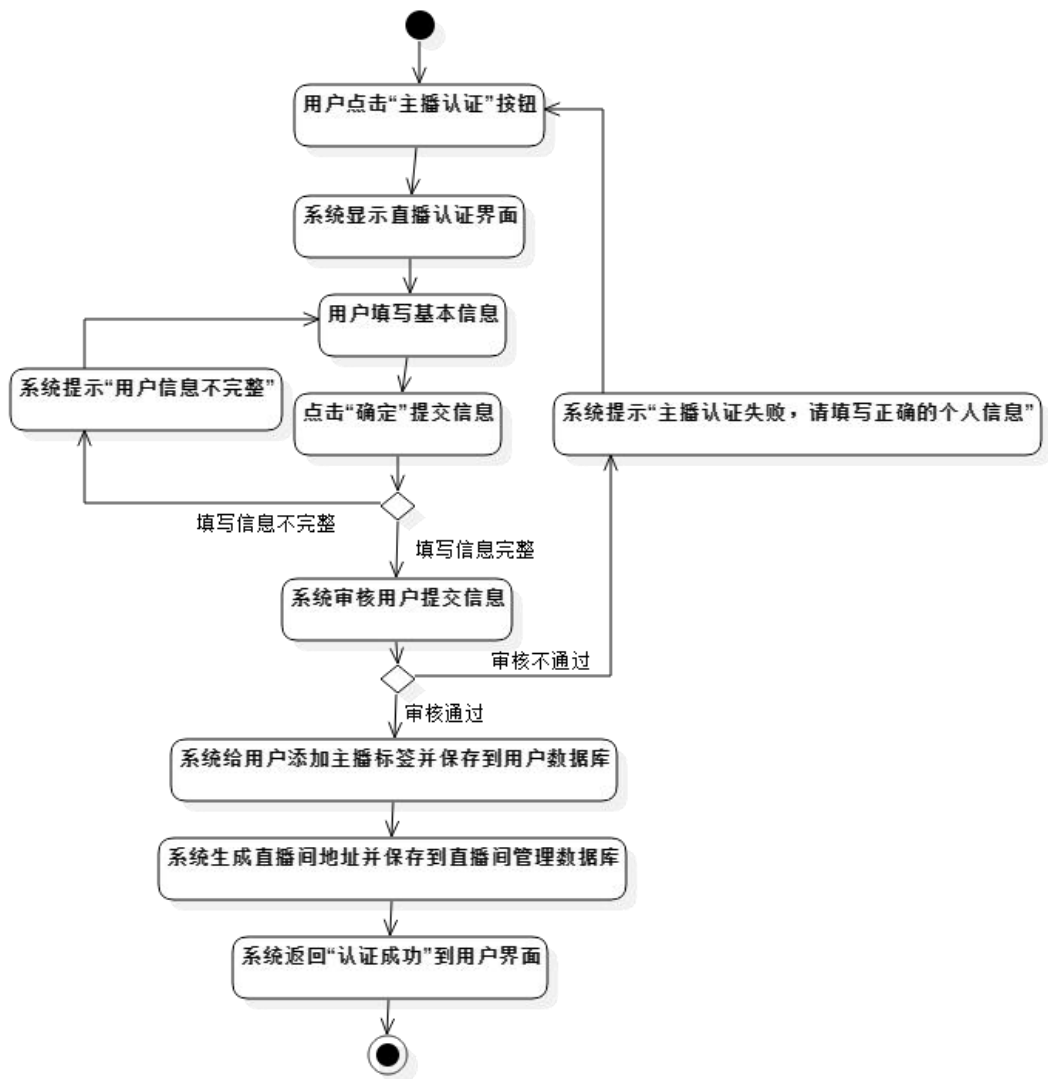 用户点击“主播认证”按钮
系统显示直播认证界面
用户填写基本信息
系统提示“用户信息不完整”
点击“确定”提交信息
系统提示“主播认证失败，请填写正确的个人信息”
填写信息不完整
填写信息完整
系统审核用户提交信息
审核不通过
审核通过
系统给用户添加主播标签并保存到用户数据库
系统生成直播间地址并保存到直播间管理数据库
系统返回“认证成功”到用户界面